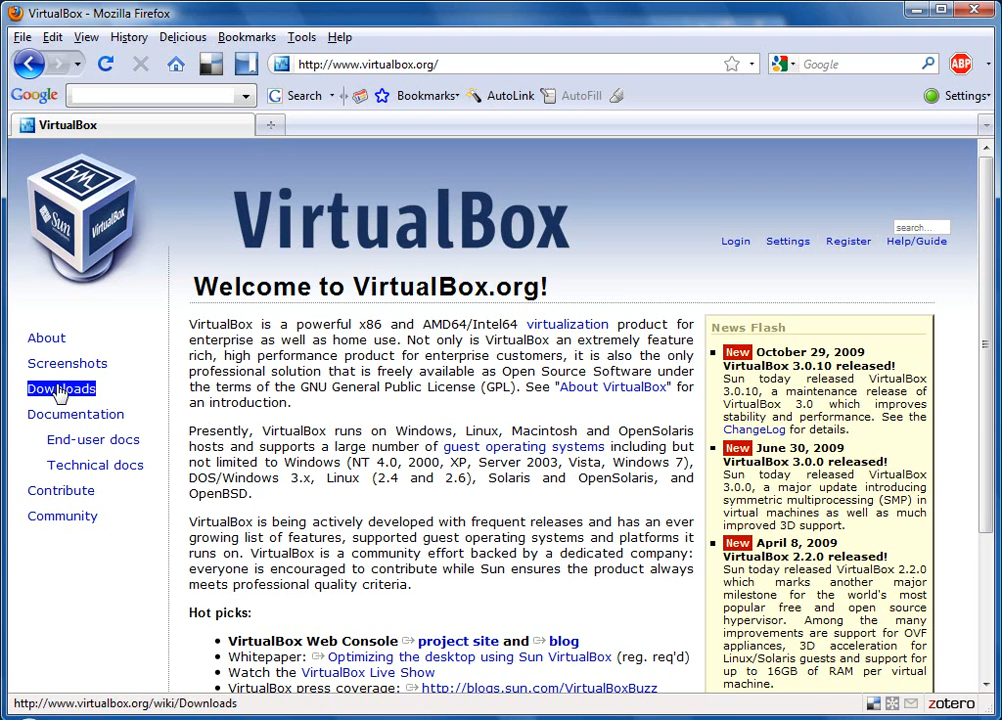 VirtualBox - Mozilla Firefox
File Edit View History Delicious Bookmarks Tools Help
http://www.virtualbox.org/
Google
ABP
Google
Search
Bookmarks
AutoLink
AutoFill
Settings
VirtualBox
Sun
VirtualBox
VirtualBox
search...
Login Settings Register Help/Guide
Welcome to VirtualBox.org!
About
Screenshots
Downloads
Documentation
End-user docs
Technical docs
Contribute
Community
VirtualBox is a powerful x86 and AMD64/Intel64 virtualization product for
enterprise as well as home use. Not only is VirtualBox an extremely feature
rich, high performance product for enterprise customers, it is also the only
professional solution that is freely available as Open Source Software under
the terms of the GNU General Public License (GPL). See "About VirtualBox" for
an introduction.
Presently, VirtualBox runs on Windows, Linux, Macintosh and OpenSolaris
hosts and supports a large number of guest operating systems including but
not limited to Windows (NT 4.0, 2000, XP, Server 2003, Vista, Windows 7),
DOS/Windows 3.x, Linux (2.4 and 2.6), Solaris and OpenSolaris, and
OpenBSD.
VirtualBox is being actively developed with frequent releases and has an ever
growing list of features, supported guest operating systems and platforms it
runs on. VirtualBox is a community effort backed by a dedicated company:
everyone is encouraged to contribute while Sun ensures the product always
meets professional quality criteria.
Hot picks:
• VirtualBox Web Console project site and blog
• Whitepaper: Optimizing the desktop using Sun VirtualBox (reg. req'd)
• Watch the VirtualBox Live Show
• VirtualBox press coverage: http://blogs.sun.com/VirtualBoxBuzz
News Flash
New October 29, 2009
VirtualBox 3.0.10 released!
Sun today released VirtualBox
3.0.10, a maintenance release of
VirtualBox 3.0 which improves
stability and performance. See the
ChangeLog for details.
New June 30, 2009
VirtualBox 3.0.0 released!
Sun today released VirtualBox
3.0.0, a major update introducing
symmetric multiprocessing (SMP) in
virtual machines as well as much
improved 3D support.
New April 8, 2009
VirtualBox 2.2.0 released!
Sun today released VirtualBox 2.2.0
which marks another major
milestone for the world's most
popular free and open source
hypervisor. Among the many
improvements are support for OVF
appliances, 3D acceleration for
Linux/Solaris guests and support for
up to 16GB of RAM per virtual
machine.
http://www.virtualbox.org/wiki/Downloads
zotero